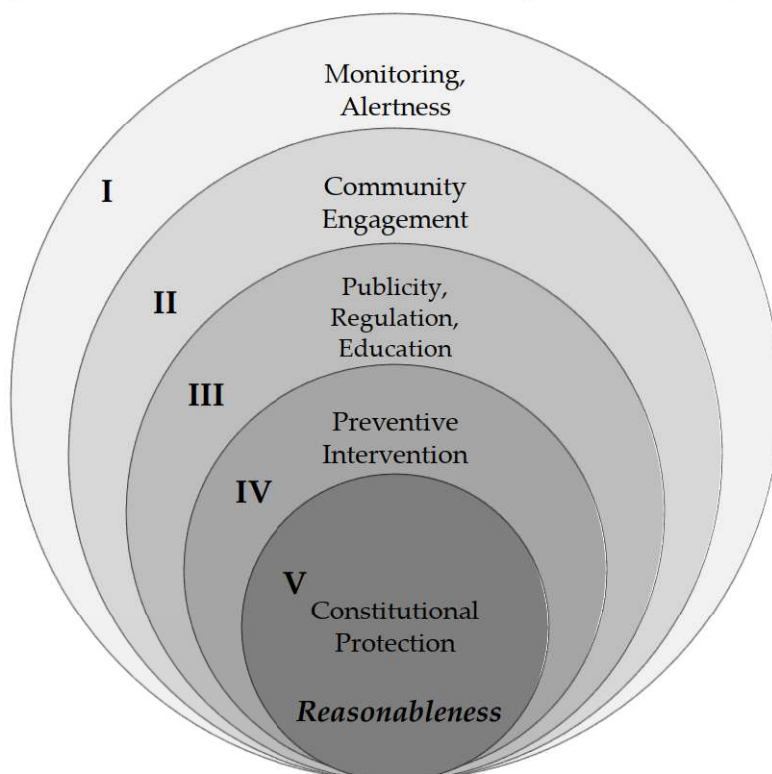 Monitoring,
Alertness
I
Community
Engagement
II
Publicity,
Regulation,
Education
III
Preventive
Intervention
IV
V
Constitutional
Protection
Reasonableness